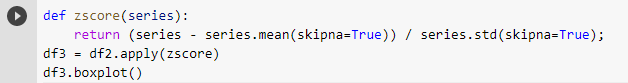 def zscore(series):
    return (series - series.mean(skipna=True)) / series.std(skipna=True);
df3 = df2.apply(zscore)
df3.boxplot()